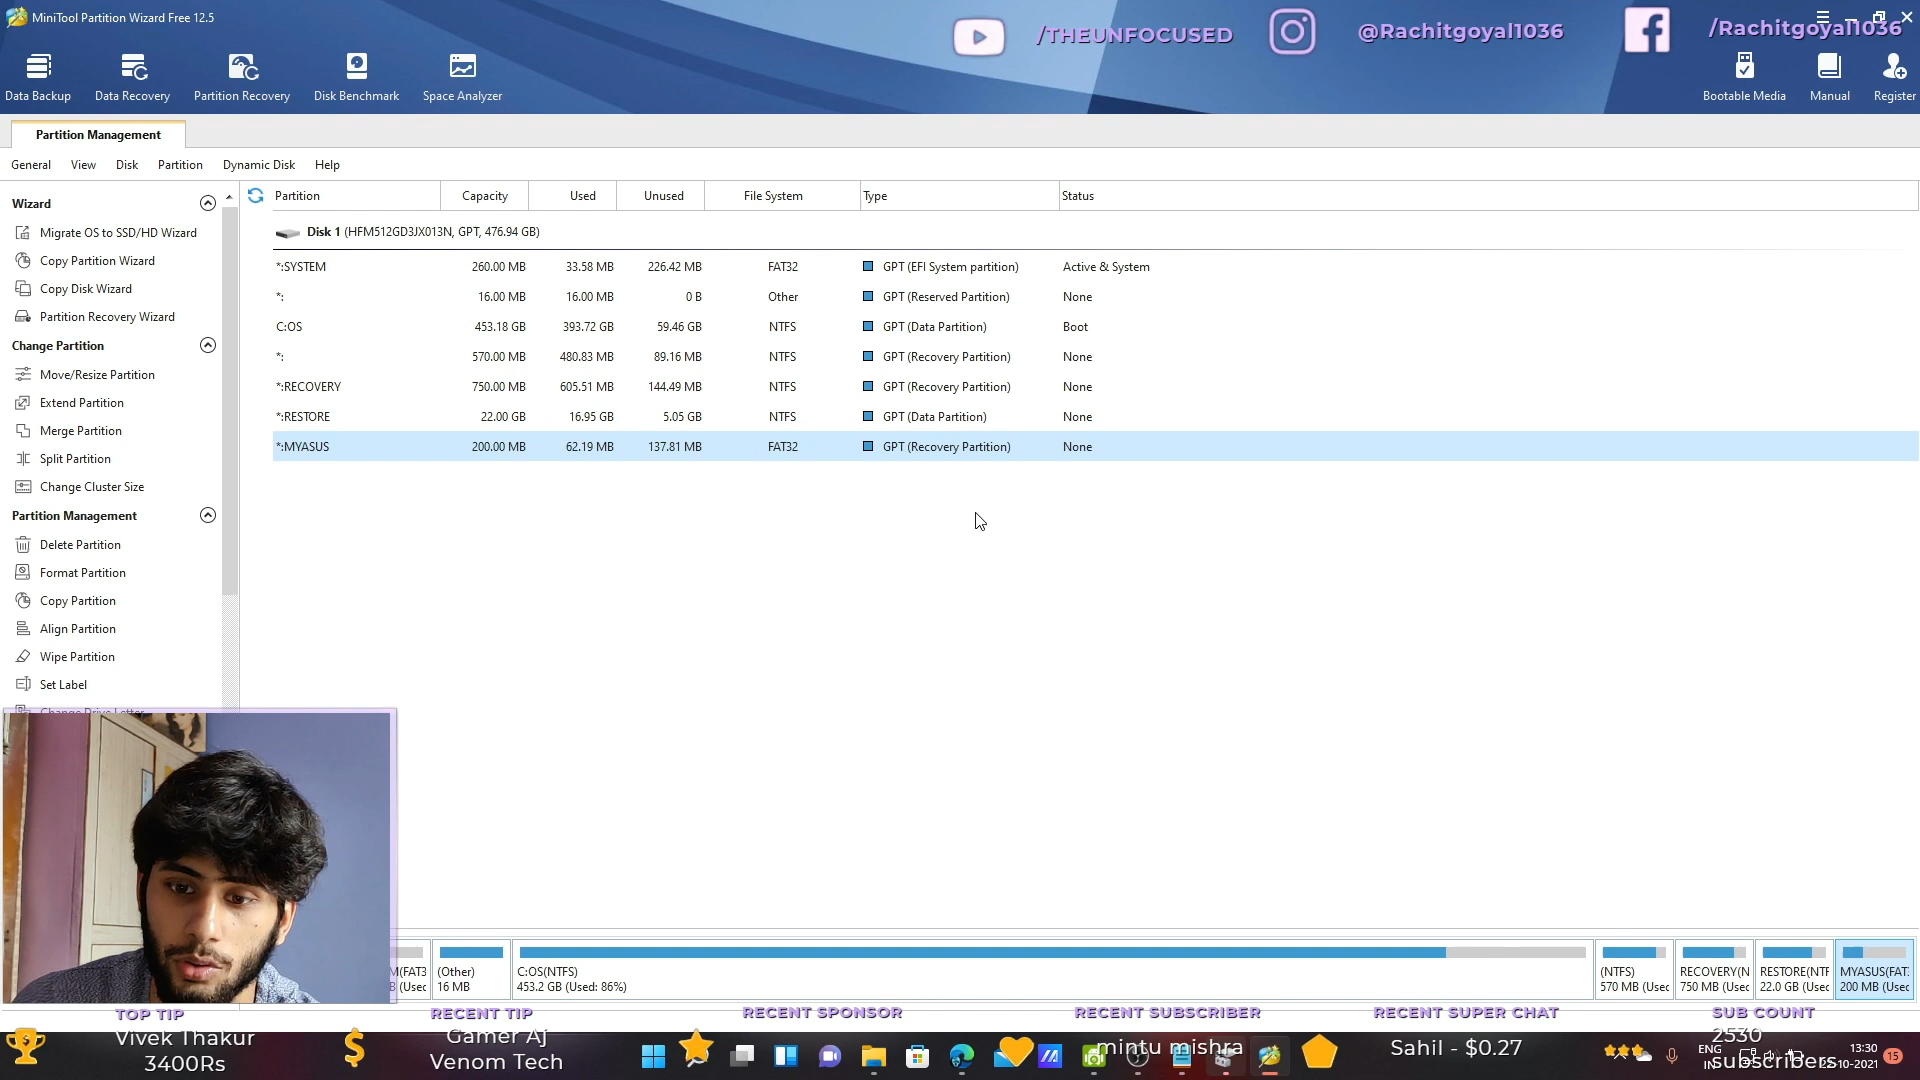 MiniTool Partition Wizard Free 12.5
/THEUNFOCUSED
@Rachitgoyal1036
/Rachitgoyal1036
Data Backup
Data Recovery
Partition Recovery
Disk Benchmark
Space Analyzer
Bootable Media
Manual
Register
Partition Management
General View Disk Partition Dynamic Disk Help
Wizard
Migrate OS to SSD/HD Wizard
Copy Partition Wizard
Copy Disk Wizard
Partition Recovery Wizard
Change Partition
Move/Resize Partition
Extend Partition
Merge Partition
Split Partition
Change Cluster Size
Partition Management
Delete Partition
Format Partition
Copy Partition
Align Partition
Wipe Partition
Set Label
Change Drive Letter
Partition Capacity Used Unused File System Type Status
Disk 1 (HFM512GD3JX013N, GPT, 476.94 GB)
*:SYSTEM 260.00 MB 33.58 MB 226.42 MB FAT32 GPT (EFI System partition) Active & System
*: 16.00 MB 16.00 MB 0 B Other GPT (Reserved Partition) None
C:OS 453.18 GB 393.72 GB 59.46 GB NTFS GPT (Data Partition) Boot
*: 570.00 MB 480.83 MB 89.16 MB NTFS GPT (Recovery Partition) None
*:RECOVERY 750.00 MB 605.51 MB 144.49 MB NTFS GPT (Recovery Partition) None
*:RESTORE 22.00 GB 16.95 GB 5.05 GB NTFS GPT (Data Partition) None
*:MYASUS 200.00 MB 62.19 MB 137.81 MB FAT32 GPT (Recovery Partition) None
M(FAT3
B (Usec
(Other)
16 MB
C:OS(NTFS)
453.2 GB (Used: 86%)
(NTFS)
570 MB (Usec
RECOVERY(N
750 MB (Usec
RESTORE(NTF
22.0 GB (Usec
MYASUS(FAT:
200 MB (Usec
TOP TIP
Vivek Thakur
3400Rs
RECENT TIP
Gamer Aj
Venom Tech
RECENT SPONSOR
RECENT SUBSCRIBER
mintu mishra
RECENT SUPER CHAT
Sahil - $0.27
SUB COUNT
2530
subscribers
ENG
IN
13:30
-10-2021
15